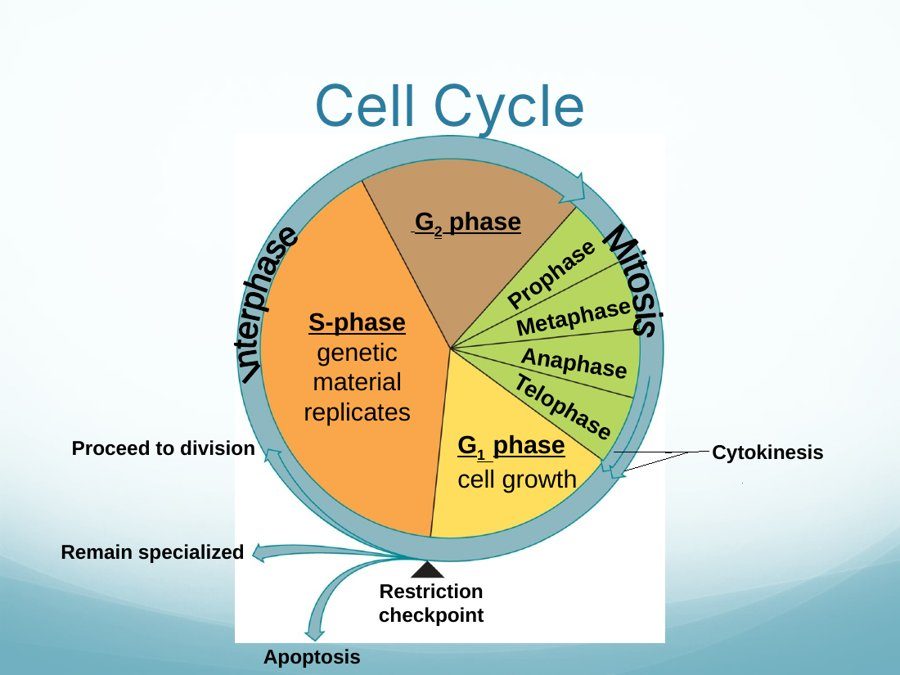 Cell Cycle
G2 phase
Interphase
Mitosis
Prophase
Metaphase
Anaphase
Telophase
S-phase
genetic
material
replicates
G1 phase
cell growth
Proceed to division
Cytokinesis
Remain specialized
Restriction
checkpoint
Apoptosis